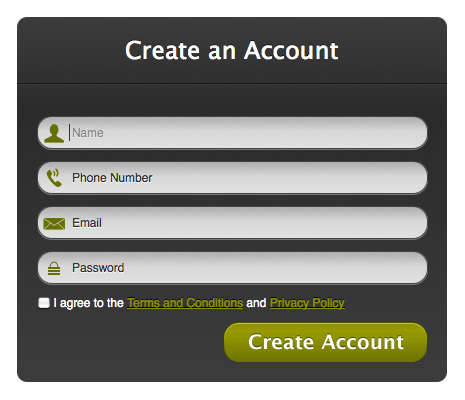 Create an Account
Name
Phone Number
Email
Password
I agree to the Terms and Conditions and Privacy Policy
Create Account